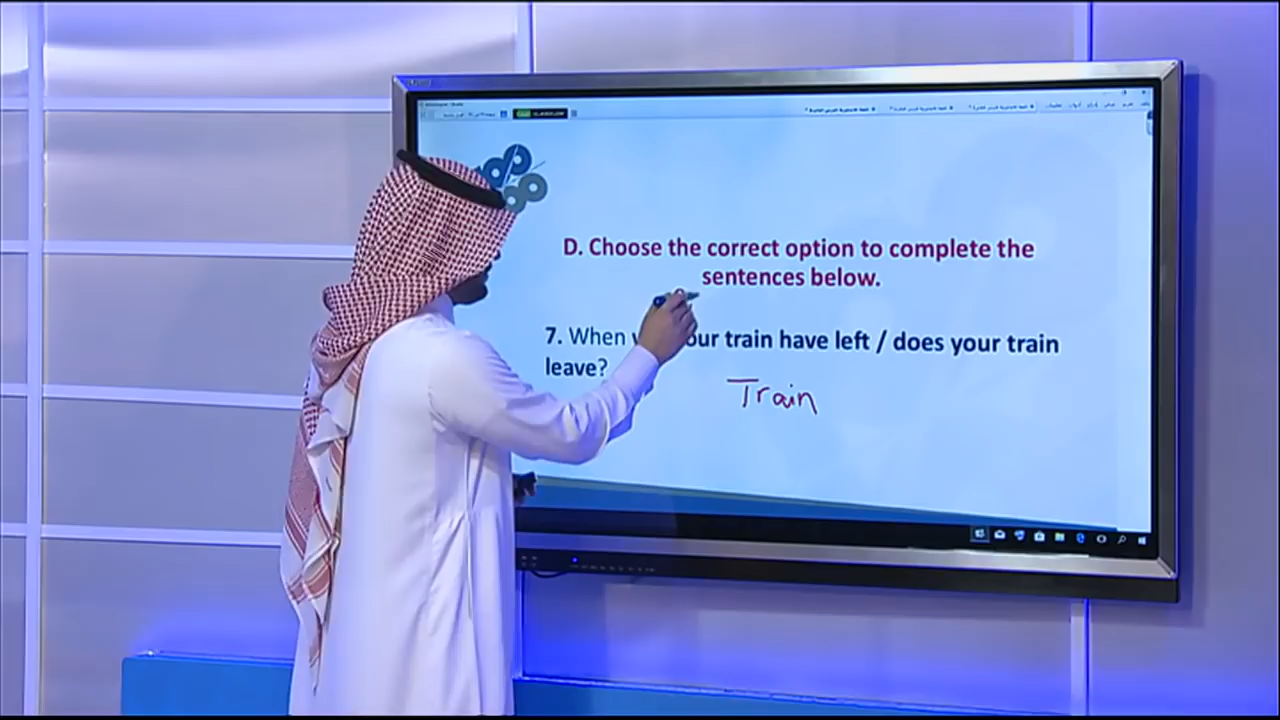 D. Choose the correct option to complete the
sentences below.
7. When our train have left / does your train
leave?
Train